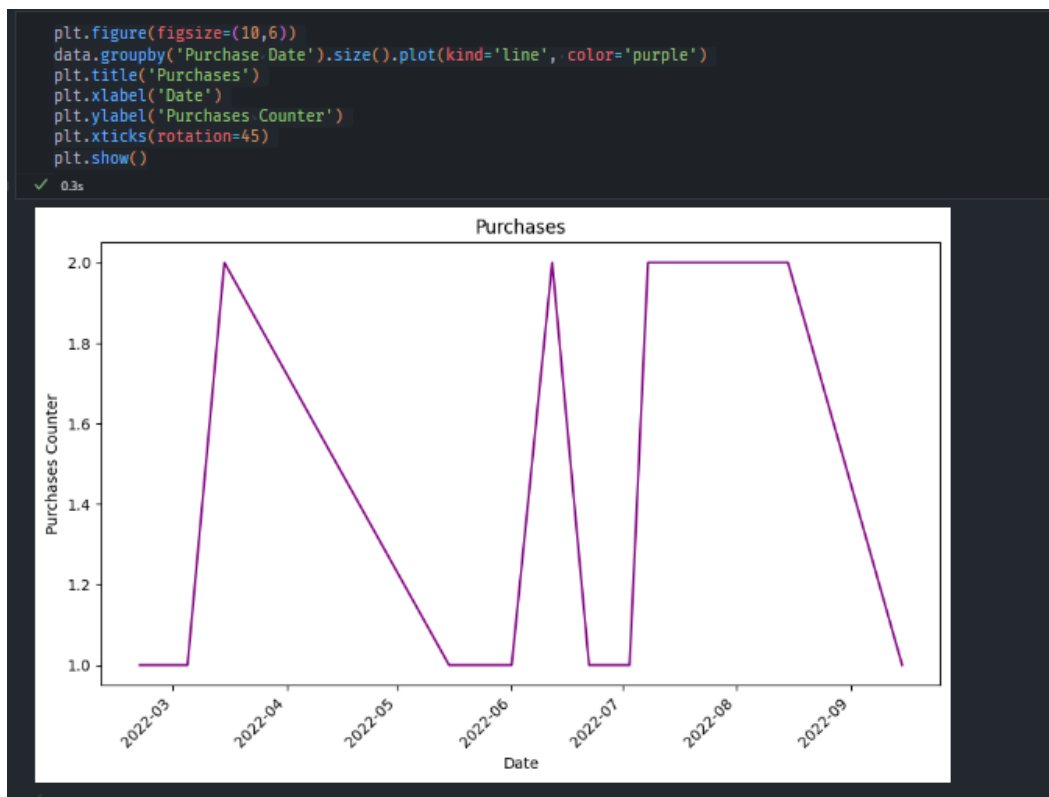 plt.figure(figsize=(10,6))
data.groupby('Purchase Date').size().plot(kind='line', color='purple')
plt.title('Purchases')
plt.xlabel('Date')
plt.ylabel('Purchases Counter')
plt.xticks(rotation=45)
plt.show()
0.3s
Purchases
2.0
1.8
1.6
1.4
1.2
1.0
Purchases Counter
2022-03
2022-04
2022-05
2022-06
2022-07
2022-08
2022-09
Date